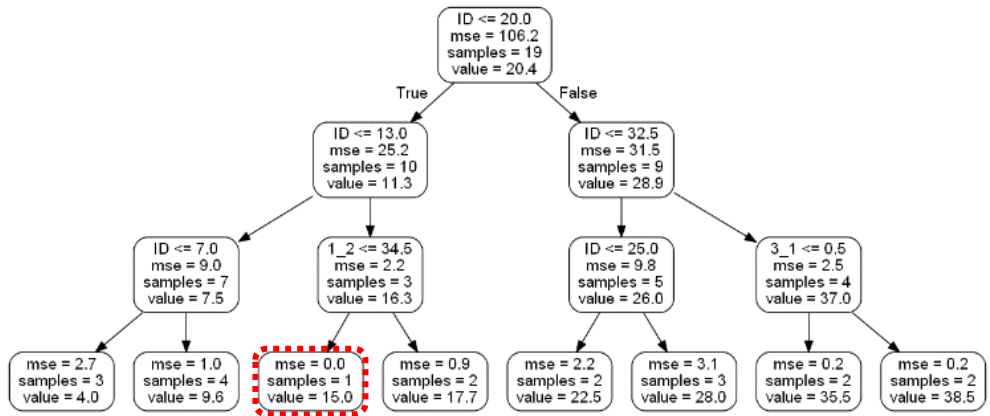 ID <= 20.0
mse = 106.2
samples = 19
value = 20.4
True
False
ID <= 13.0
mse = 25.2
samples = 10
value = 11.3
ID <= 32.5
mse = 31.5
samples = 9
value = 28.9
ID <= 7.0
mse = 9.0
samples = 7
value = 7.5
1_2 <= 34.5
mse = 2.2
samples = 3
value = 16.3
ID <= 25.0
mse = 9.8
samples = 5
value = 26.0
3_1 <= 0.5
mse = 2.5
samples = 4
value = 37.0
mse = 2.7
samples = 3
value = 4.0
mse = 1.0
samples = 4
value = 9.6
mse = 0.0
samples = 1
value = 15.0
mse = 0.9
samples = 2
value = 17.7
mse = 2.2
samples = 2
value = 22.5
mse = 3.1
samples = 3
value = 28.0
mse = 0.2
samples = 2
value = 35.5
mse = 0.2
samples = 2
value = 38.5